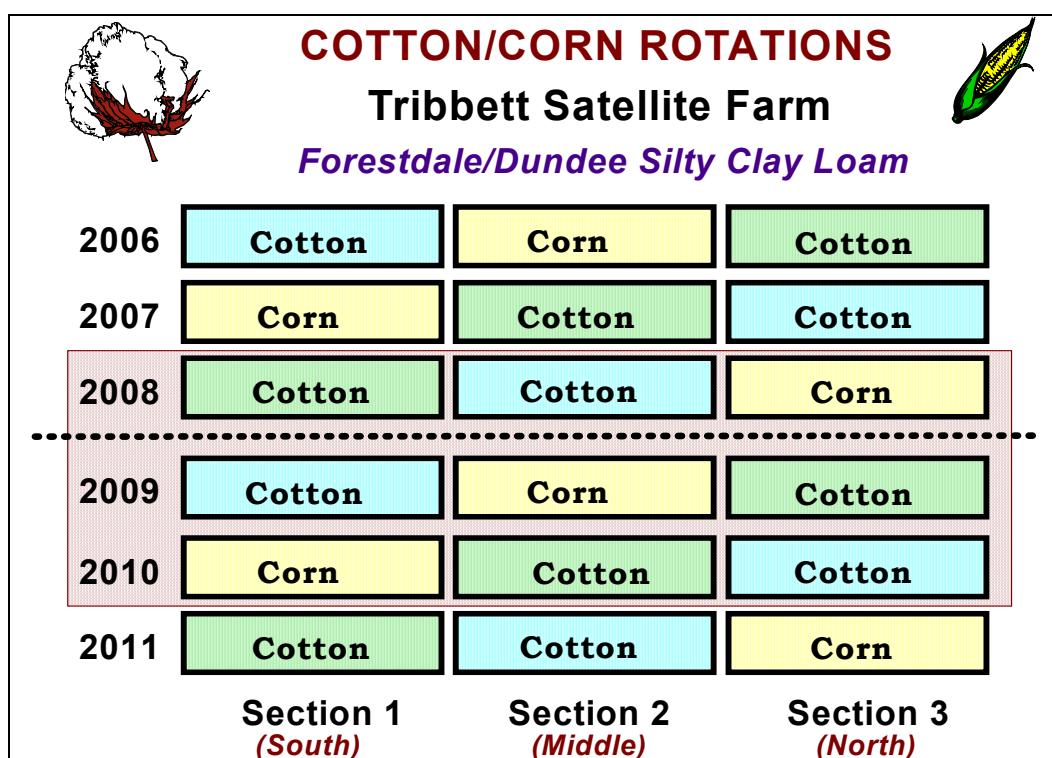 COTTON/CORN ROTATIONS
Tribbett Satellite Farm
Forestdale/Dundee Silty Clay Loam
2006 Cotton Corn Cotton
2007 Corn Cotton Cotton
2008 Cotton Cotton Corn
2009 Cotton Corn Cotton
2010 Corn Cotton Cotton
2011 Cotton Cotton Corn
Section 1 Section 2 Section 3
(South) (Middle) (North)